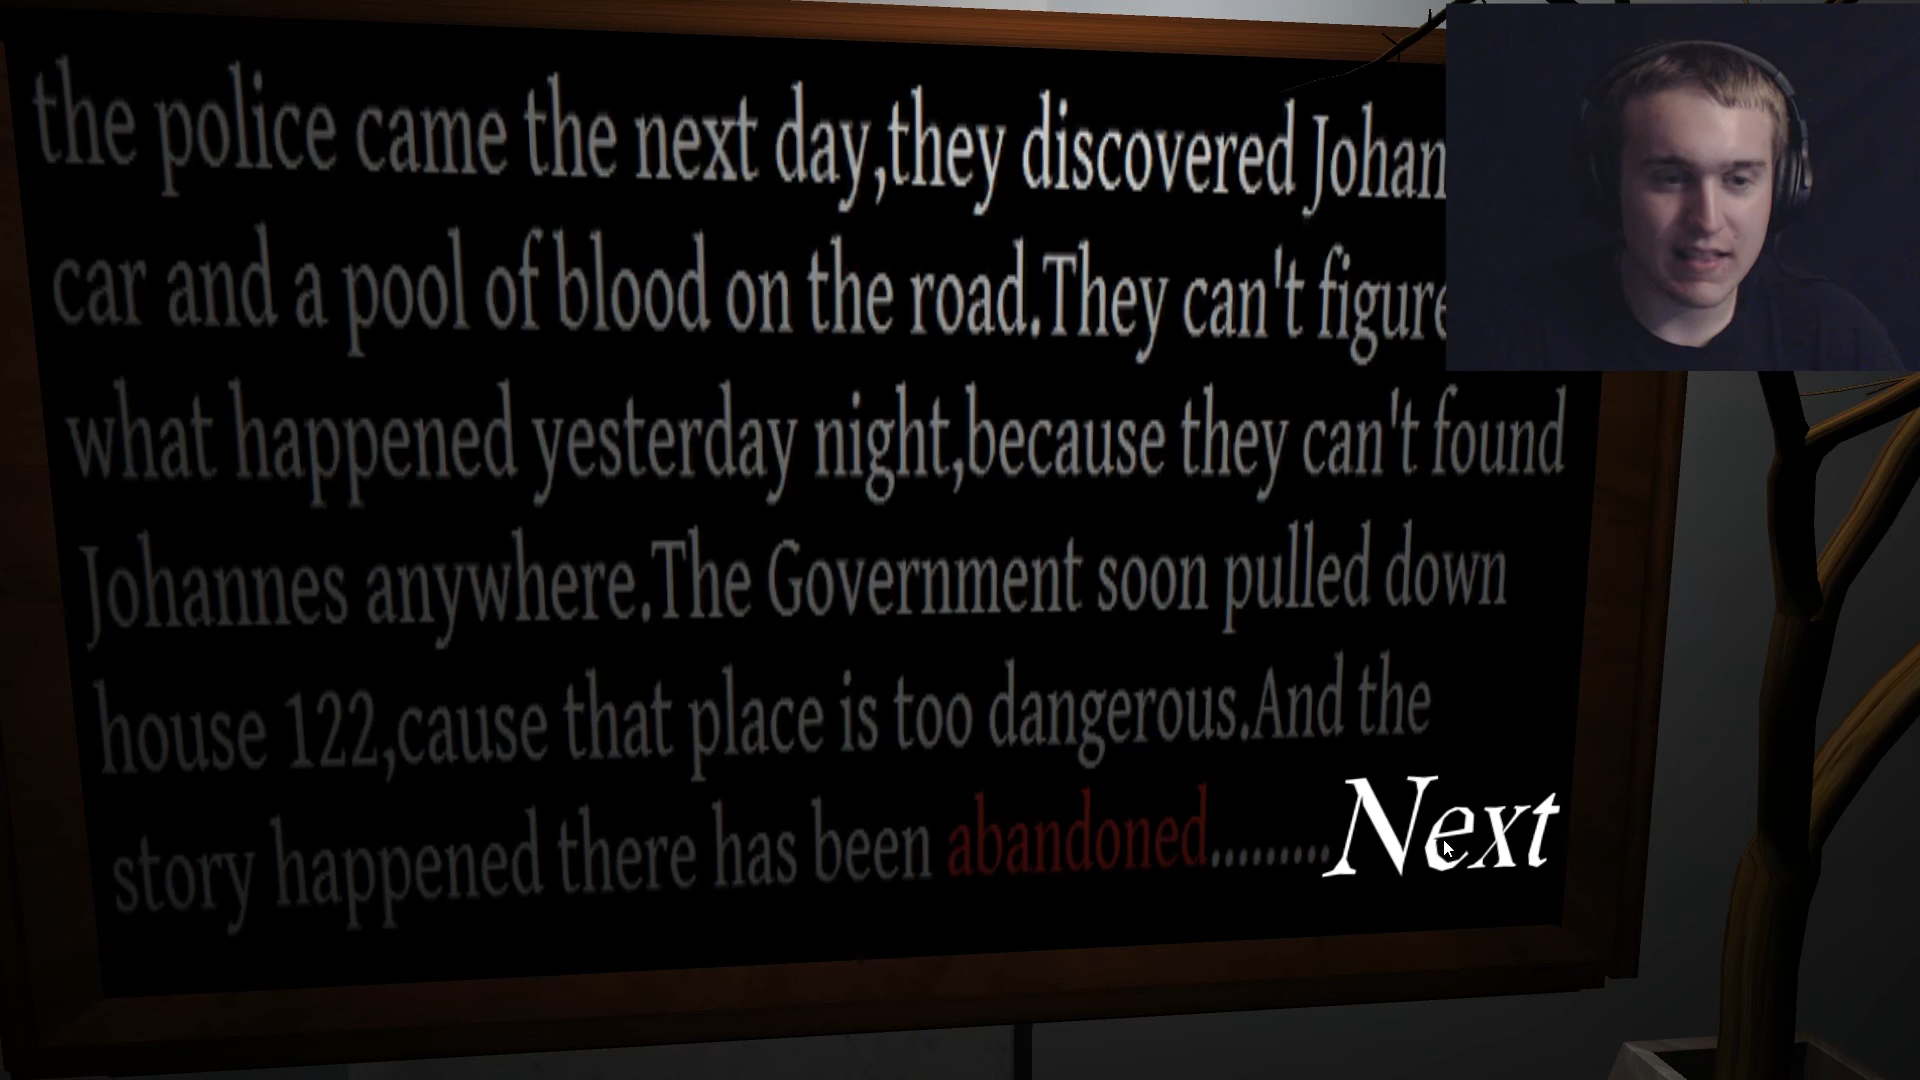 the police came the next day,they discovered Johan
car and a pool of blood on the road.They can't figure
what happened yesterday night,because they can't found
Johannes anywhere.The Government soon pulled down
house 122,cause that place is too dangerous.And the
story happened there has been abandoned.........
Next